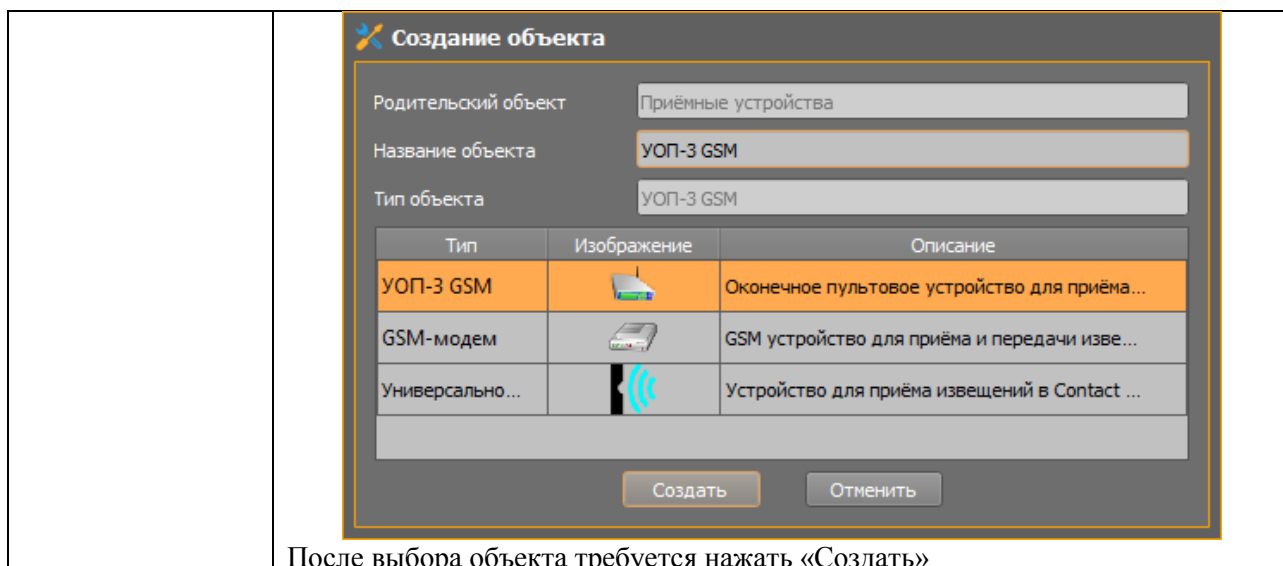 Создание объекта
Родительский объект Приёмные устройства
Название объекта УОП-3 GSM
Тип объекта УОП-3 GSM
Тип Изображение Описание
УОП-3 GSM Оконечное пультовое устройство для приёма...
GSM-модем GSM устройство для приёма и передачи изве...
Универсально... Устройство для приёма извещений в Contact ...
Создать Отменить
После выбора объекта требуется нажать «Создать»